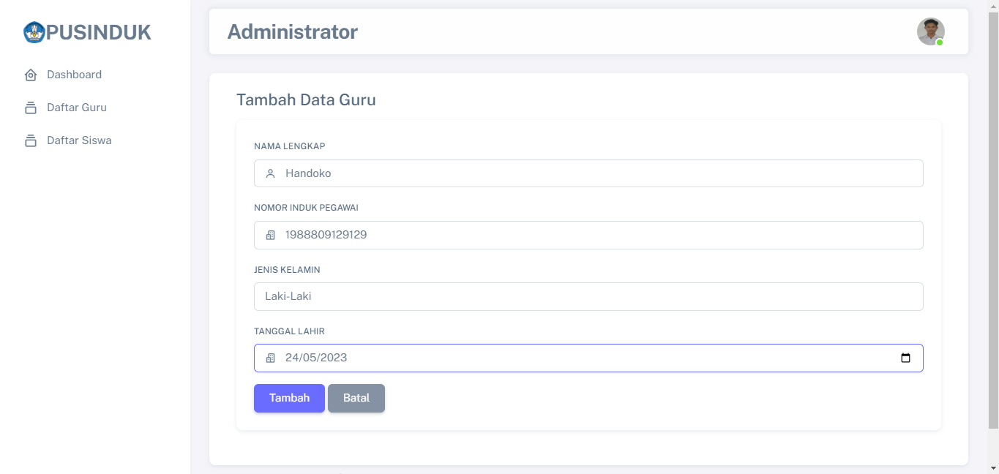 PUSINDUK
Dashboard
Daftar Guru
Daftar Siswa
Administrator
Tambah Data Guru
NAMA LENGKAP
Handoko
NOMOR INDUK PEGAWAI
1988809129129
JENIS KELAMIN
Laki-Laki
TANGGAL LAHIR
24/05/2023
Tambah Batal